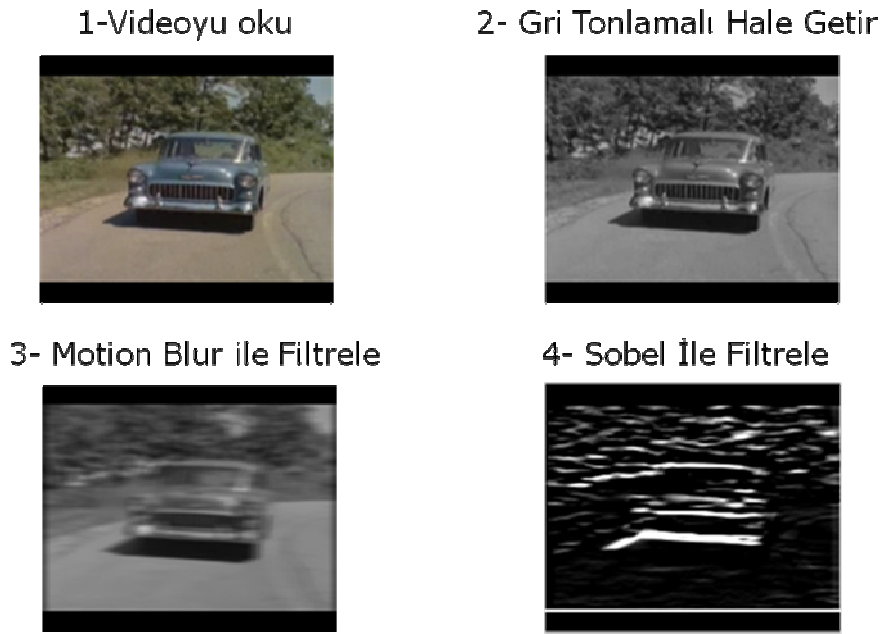 1-Videoyu oku
2- Gri Tonlamalı Hale Getir
3- Motion Blur ile Filtrele
4- Sobel İle Filtrele